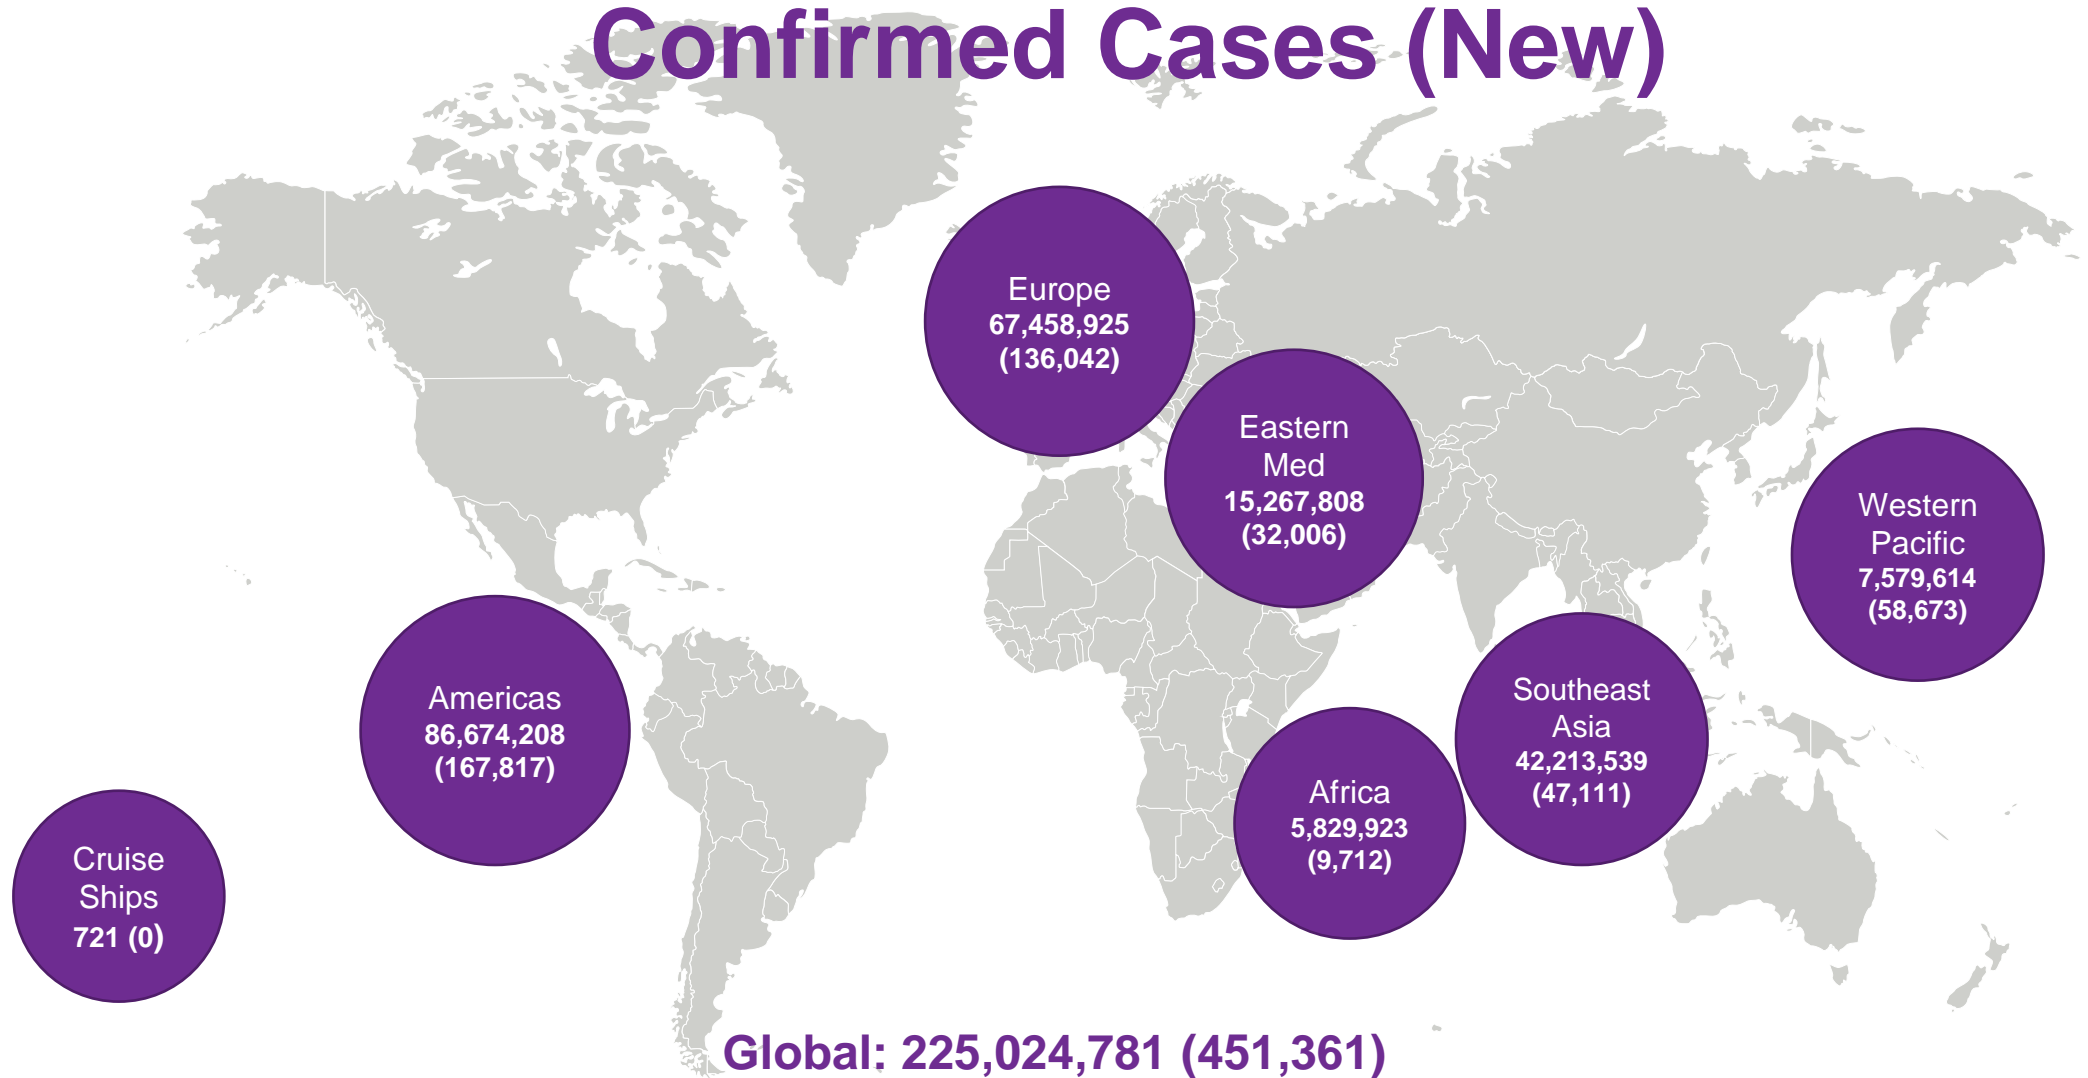 Confirmed Cases (New)
Europe
67,458,925
(136,042)
Eastern
Med
15,267,808
(32,006)
Western
Pacific
7,579,614
(58,673)
Americas
86,674,208
(167,817)
Southeast
Asia
42,213,539
(47,111)
Africa
5,829,923
(9,712)
Cruise
Ships
721 (0)
Global: 225,024,781 (451,361)